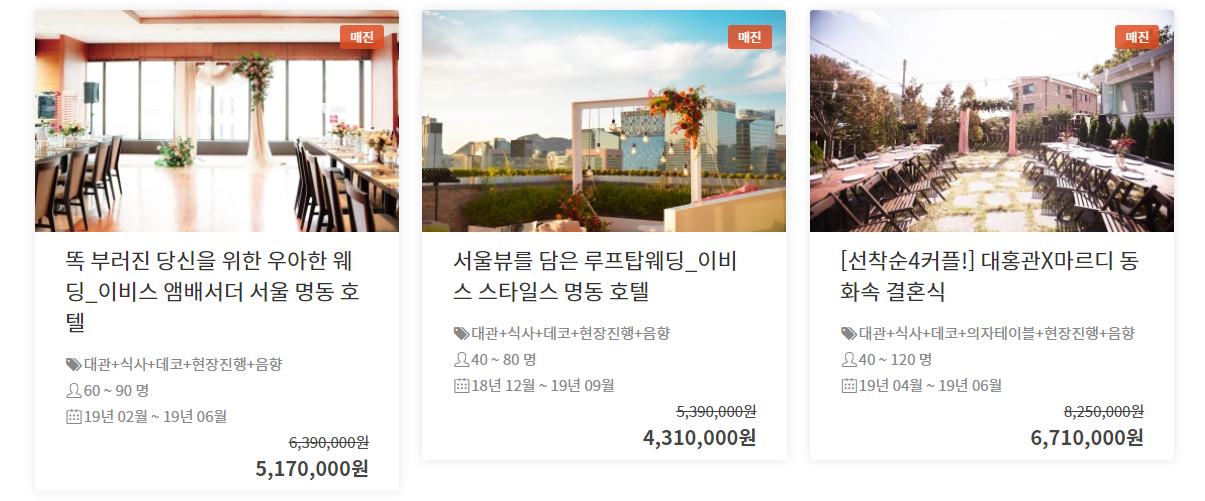 매진
똑 부러진 당신을 위한 우아한 웨
딩_이비스 앰배서더 서울 명동 호
텔
대관+식사+데코+현장진행+음향
60 ~ 90 명
19년 02월 ~ 19년 06월
6,390,000원
5,170,000원
매진
서울뷰를 담은 루프탑웨딩_이비
스 스타일스 명동 호텔
대관+식사+데코+현장진행+음향
40 ~ 80 명
18년 12월 ~ 19년 09월
5,390,000원
4,310,000원
매진
[선착순4커플!] 대홍관X마르디 동
화속 결혼식
대관+식사+데코+의자테이블+현장진행+음향
40 ~ 120 명
19년 04월 ~ 19년 06월
8,250,000원
6,710,000원